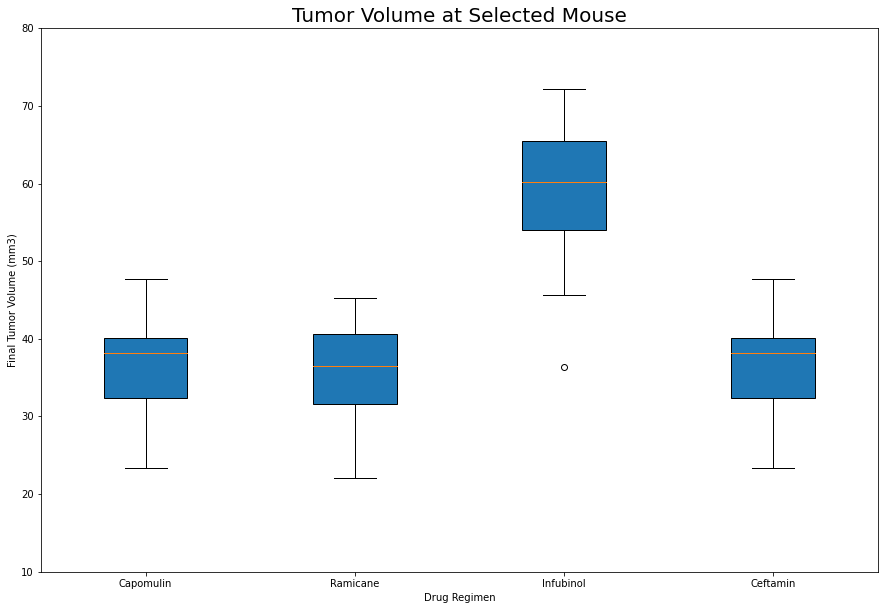 Tumor Volume at Selected Mouse
80
70
60
50
40
30
20
10
Final Tumor Volume (mm3)
Capomulin
Ramicane
Infubinol
Ceftamin
Drug Regimen